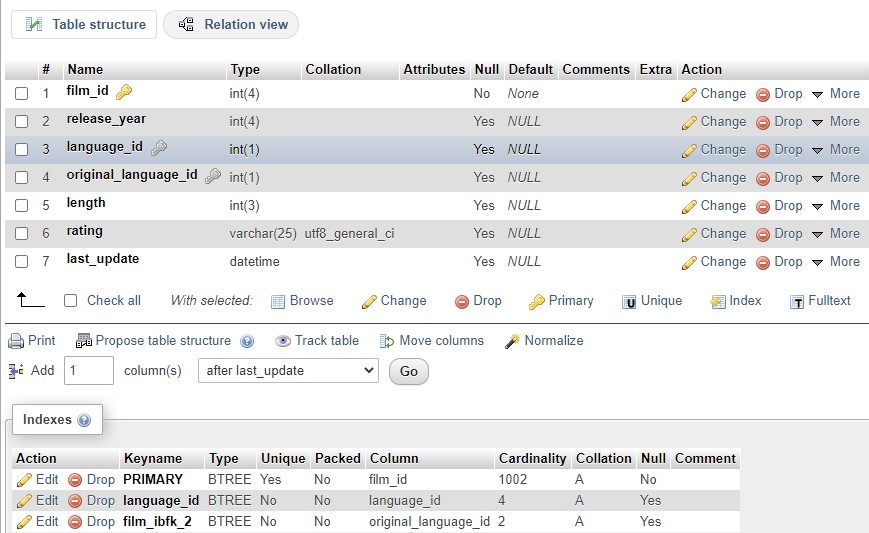 Table structure Relation view
# Name Type Collation Attributes Null Default Comments Extra Action
1 film_id int(4) No None Change Drop More
2 release_year int(4) Yes NULL Change Drop More
3 language_id int(1) Yes NULL Change Drop More
4 original_language_id int(1) Yes NULL Change Drop More
5 length int(3) Yes NULL Change Drop More
6 rating varchar(25) utf8_general_ci Yes NULL Change Drop More
7 last_update datetime Yes NULL Change Drop More
Check all With selected: Browse Change Drop Primary Unique Index Fulltext
Print Propose table structure Track table Move columns Normalize
Add 1 column(s) after last_update Go
Indexes
Action Keyname Type Unique Packed Column Cardinality Collation Null Comment
Edit Drop PRIMARY BTREE Yes No film_id 1002 A No
Edit Drop language_id BTREE No No language_id 4 A Yes
Edit Drop film_ibfk_2 BTREE No No original_language_id 2 A Yes